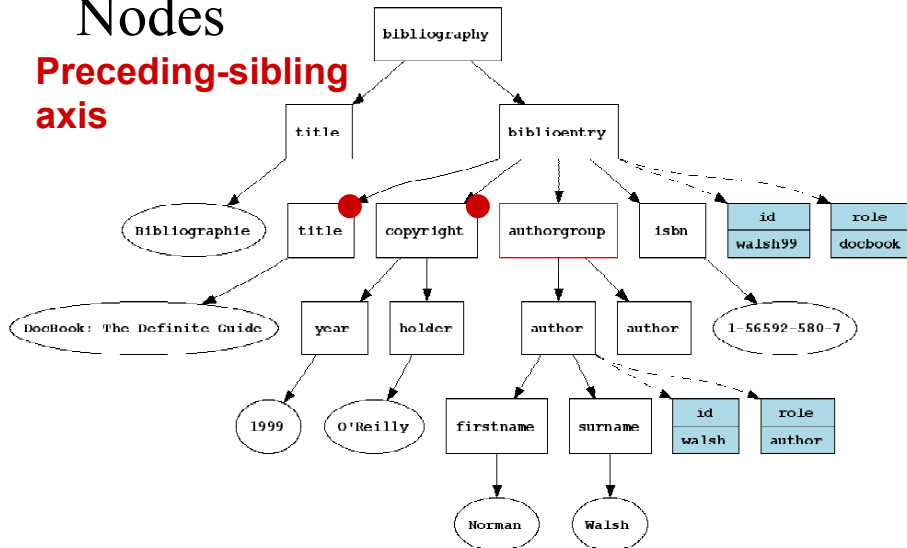 Nodes
Preceding-sibling
axis
bibliography
title
biblioentry
Bibliographie
title
copyright
authorgroup
isbn
id
walsh99
role
docbook
DocBook: The Definite Guide
year
holder
author
author
1-56592-580-7
1999
O'Reilly
firstname
surname
id
walsh
role
author
Norman
Walsh